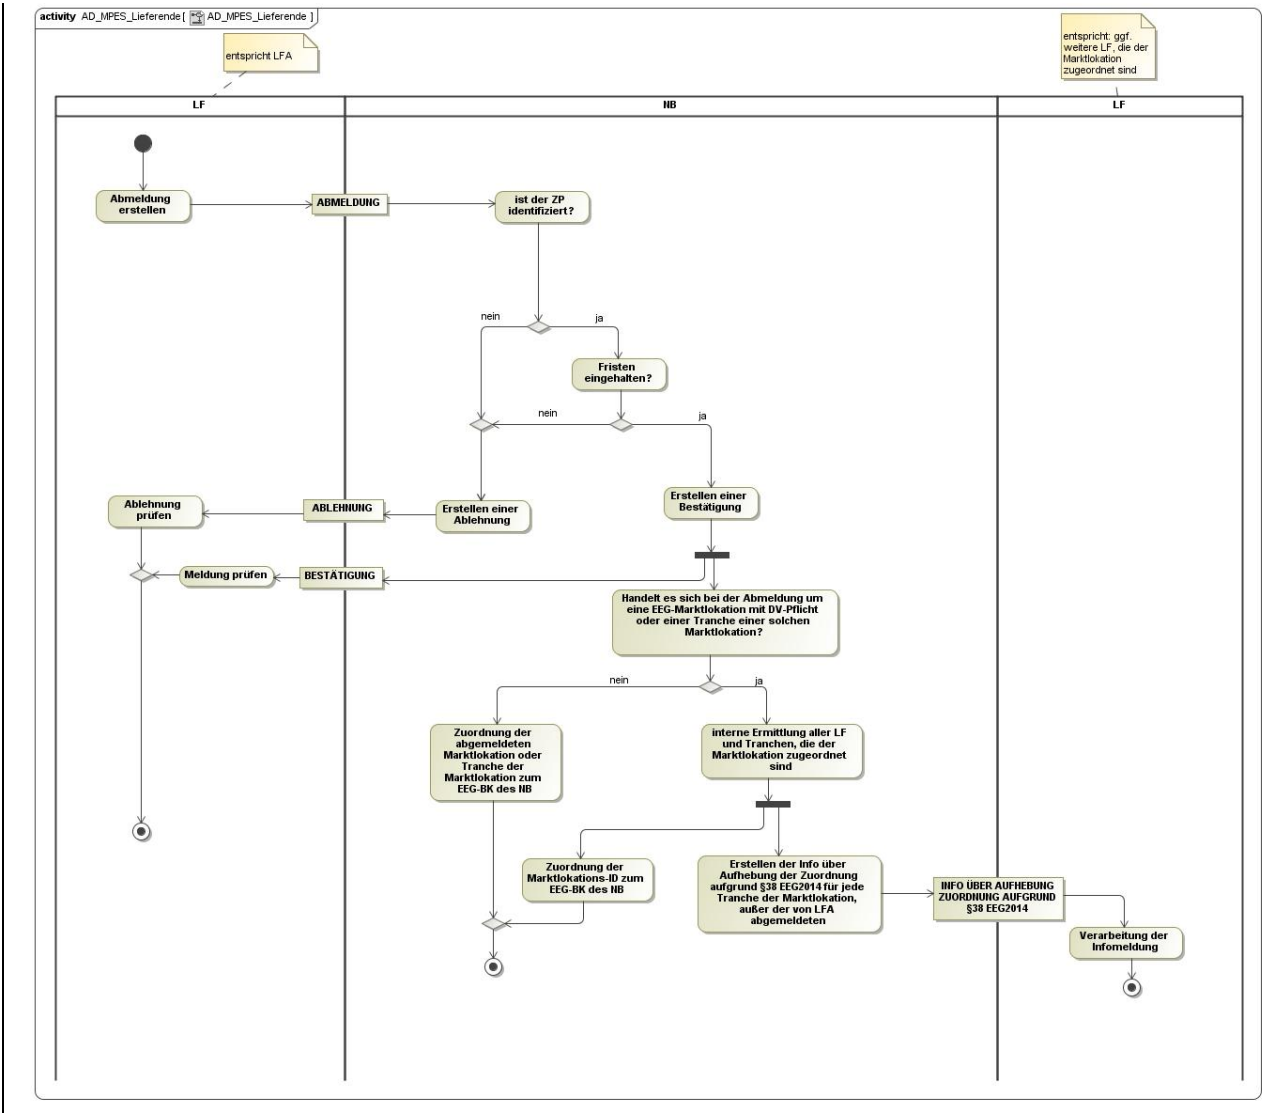 activity AD_MPES_Lieferende [ AD_MPES_Lieferende ]
entspricht LFA
entspricht: ggf.
weitere LF, die der
Marktlokation
zugeordnet sind
LF
NB
LF
Abmeldung
erstellen
ABMELDUNG
ist der ZP
identifiziert?
nein
ja
Fristen
eingehalten?
nein
ja
Ablehnung
prüfen
ABLEHNUNG
Erstellen einer
Ablehnung
Erstellen einer
Bestätigung
Meldung prüfen
BESTÄTIGUNG
Handelt es sich bei der Abmeldung um
eine EEG-Marktlokation mit DV-Pflicht
oder einer Tranche einer solchen
Marktlokation?
nein
ja
Zuordnung der
abgemeldeten
Marktlokation oder
Tranche der
Marktlokation zum
EEG-BK des NB
interne Ermittlung aller LF
und Tranchen, die der
Marktlokation zugeordnet
sind
Zuordnung der
Marktlokations-ID zum
EEG-BK des NB
Erstellen der Info über
Aufhebung der Zuordnung
aufgrund §38 EEG2014 für jede
Tranche der Marktlokation,
außer der von LFA
abgemeldeten
INFO ÜBER AUFHEBUNG
ZUORDNUNG AUFGRUND
§38 EEG2014
Verarbeitung der
Infomeldung